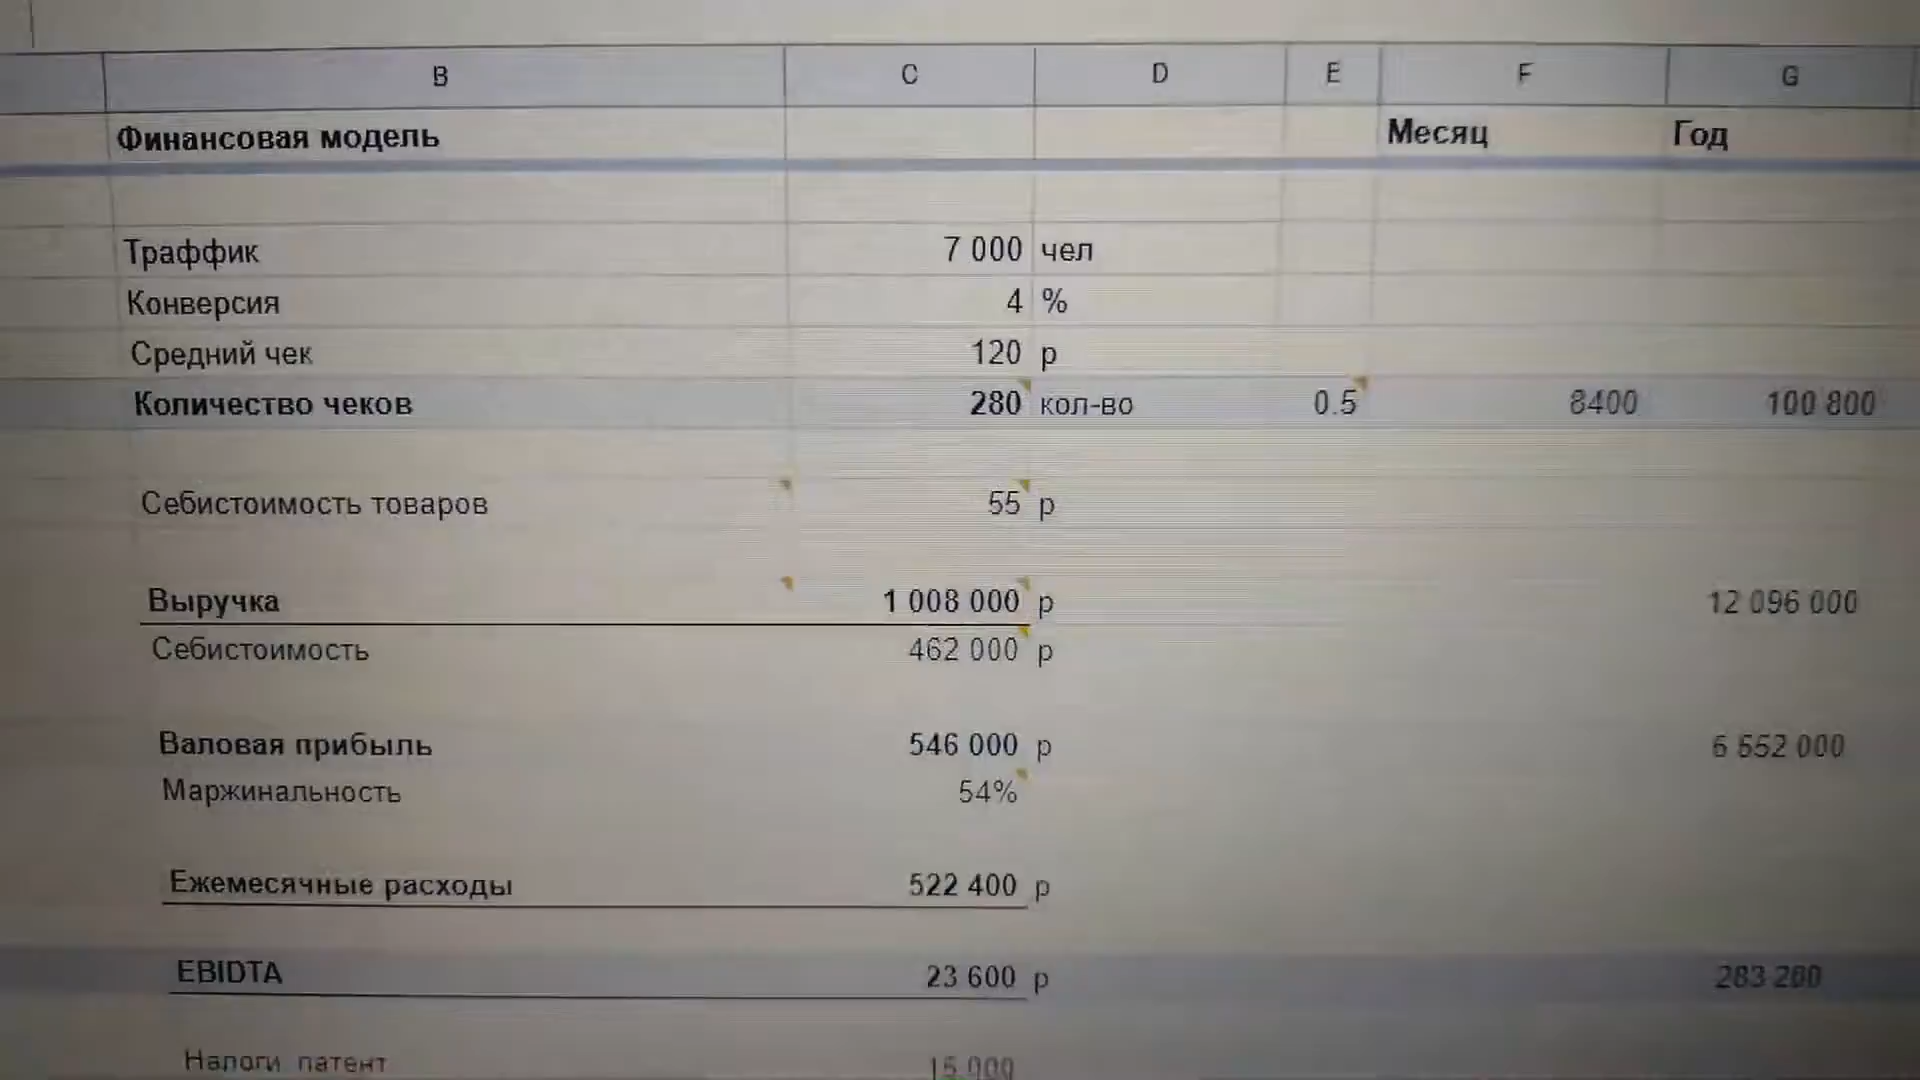 B C D E F G
Финансовая модель Месяц Год
Траффик 7 000 чел
Конверсия 4 %
Средний чек 120 р
Количество чеков 280 кол-во 0.5 8400 100 800
Себистоимость товаров 55 р
Выручка 1 008 000 р 12 096 000
Себистоимость 462 000 р
Валовая прибыль 546 000 р 6 552 000
Маржинальность 54%
Ежемесячные расходы 522 400 р
EBIDTA 23 600 р 283 200
Налоги патент 15 000